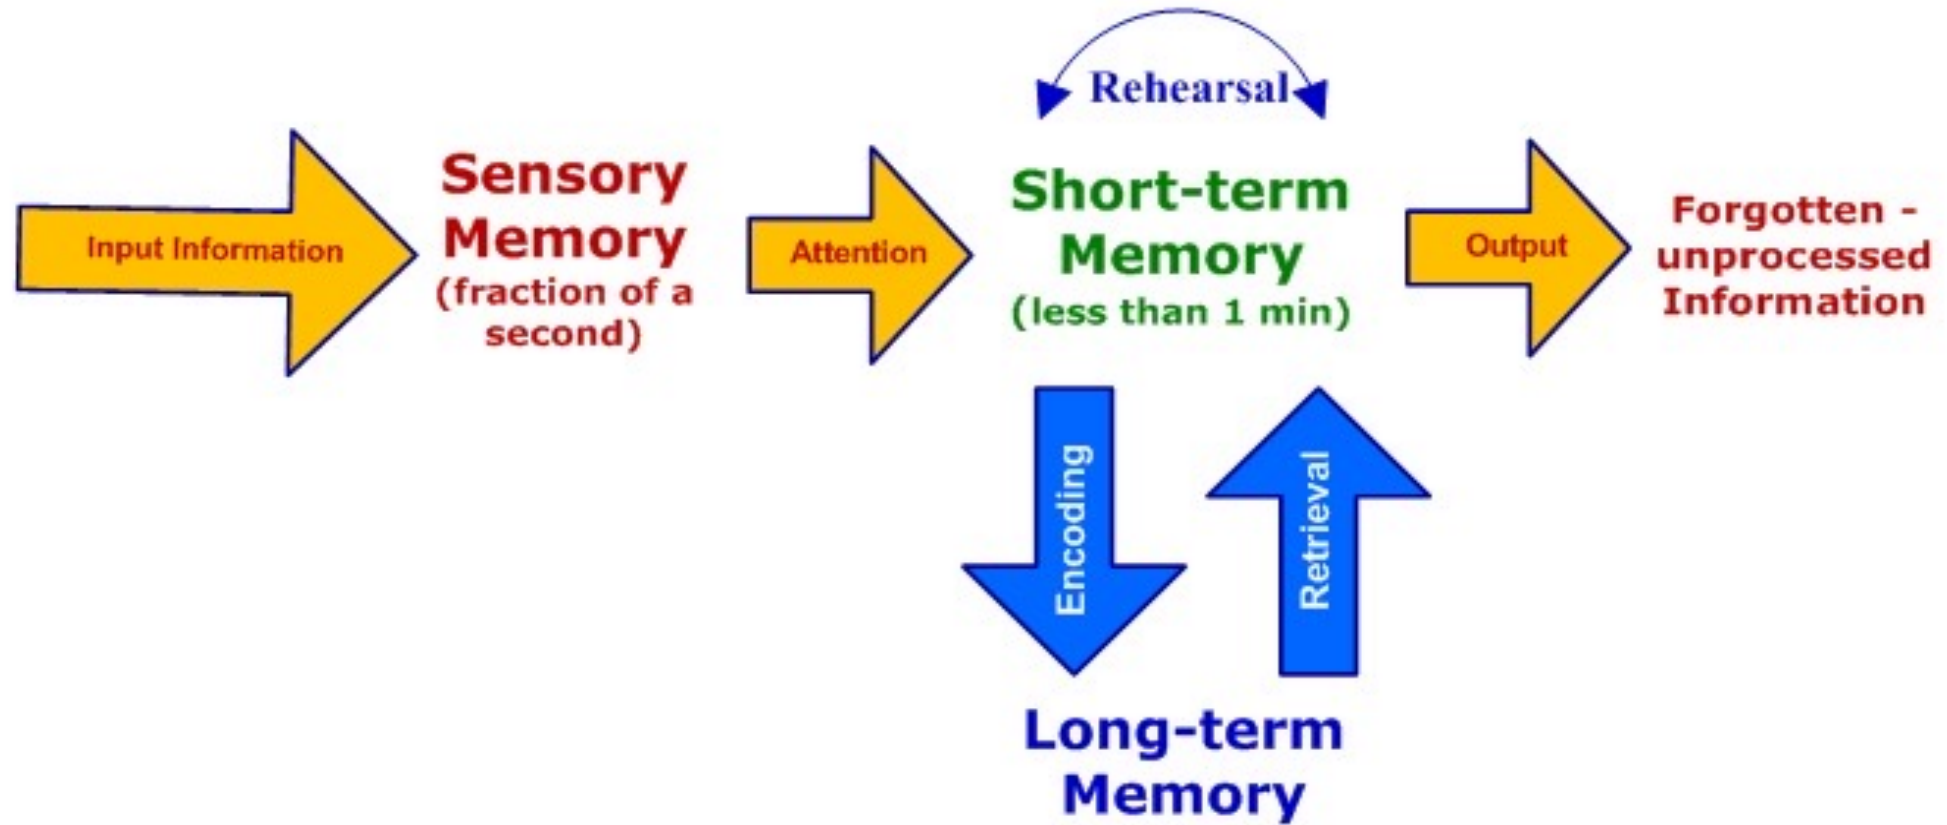 Rehearsal
Input Information
Sensory
Memory
(fraction of a
second)
Attention
Short-term
Memory
(less than 1 min)
Output
Forgotten -
unprocessed
Information
Encoding
Retrieval
Long-term
Memory